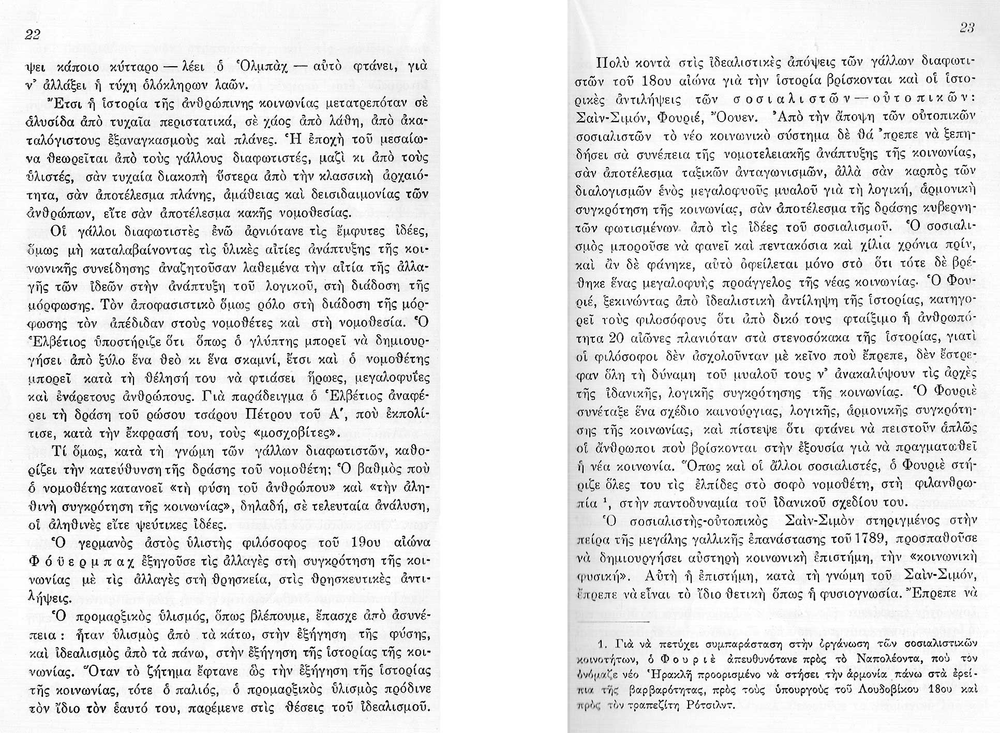 22
ψει κάποιο κύτταρο — λέει ὁ Ὁλμπὰχ — αὐτὸ φτάνει, γιὰ
ν' ἀλλάξει ἡ τύχη ὁλόκληρων λαῶν.
Ἔτσι ἡ ἱστορία τῆς ἀνθρώπινης κοινωνίας μετατρεπόταν σὲ
ἁλυσίδα ἀπὸ τυχαῖα περιστατικά, σὲ χάος ἀπὸ λάθη, ἀπὸ ἀκα-
ταλόγιστους ἐξαναγκασμοὺς καὶ πλάνες. Ἡ ἐποχὴ τοῦ μεσαίω-
να θεωρεῖται ἀπὸ τοὺς γάλλους διαφωτιστές, μαζὶ κι ἀπὸ τοὺς
ὑλιστές, σὰν τυχαία διακοπὴ ὕστερα ἀπὸ τὴν κλασσικὴ ἀρχαιό-
τητα, σὰν ἀποτέλεσμα πλάνης, ἀμάθειας καὶ δεισιδαιμονίας τῶν
ἀνθρώπων, εἴτε σὰν ἀποτέλεσμα κακῆς νομοθεσίας.
Οἱ γάλλοι διαφωτιστὲς ἐνῶ ἀρνιότανε τὶς ἔμφυτες ἰδέες,
ὅμως μὴ καταλαβαίνοντας τὶς ὑλικὲς αἰτίες ἀνάπτυξης τῆς κοι-
νωνικῆς συνείδησης ἀναζητοῦσαν λαθεμένα τὴν αἰτία τῆς ἀλλα-
γῆς τῶν ἰδεῶν στὴν ἀνάπτυξη τοῦ λογικοῦ, στὴ διάδοση τῆς
μόρφωσης. Τὸν ἀποφασιστικὸ ὅμως ρόλο στὴ διάδοση τῆς μόρ-
φωσης τὸν ἀπέδιδαν στοὺς νομοθέτες καὶ στὴ νομοθεσία. Ὁ
Ἑλβέτιος ὑποστήριζε ὅτι ὅπως ὁ γλύπτης μπορεῖ νὰ δημιουρ-
γήσει ἀπὸ ξύλο ἕνα θεὸ κι ἕνα σκαμνί, ἔτσι καὶ ὁ νομοθέτης
μπορεῖ κατὰ τὴ θέλησή του νὰ φτιάσει ἥρωες, μεγαλοφυΐες
καὶ ἐνάρετους ἀνθρώπους. Γιὰ παράδειγμα ὁ Ἑλβέτιος ἀναφέ-
ρει τὴ δράση τοῦ ρώσου τσάρου Πέτρου τοῦ Α', ποὺ ἐκπολί-
τισε, κατὰ τὴν ἔκφρασή του, τοὺς «μοσχοβίτες».
Τί ὅμως, κατὰ τὴ γνώμη τῶν γάλλων διαφωτιστῶν, καθο-
ρίζει τὴν κατεύθυνση τῆς δράσης τοῦ νομοθέτη; Ὁ βαθμὸς ποὺ
ὁ νομοθέτης κατανοεῖ «τὴ φύση τοῦ ἀνθρώπου» καὶ «τὴν ἀλη-
θινὴ συγκρότηση τῆς κοινωνίας», δηλαδή, σὲ τελευταία ἀνάλυση,
οἱ ἀληθινὲς εἴτε ψεύτικες ἰδέες.
Ὁ γερμανὸς ἀστὸς ὑλιστὴς φιλόσοφος τοῦ 19ου αἰώνα
Φόϋερμπαχ ἐξηγοῦσε τὶς ἀλλαγὲς στὴ συγκρότηση τῆς κοι-
νωνίας μὲ τὶς ἀλλαγὲς στὴ θρησκεία, στὶς θρησκευτικὲς ἀντι-
λήψεις.
Ὁ προμαρξικὸς ὑλισμός, ὅπως βλέπουμε, ἔπασχε ἀπὸ ἀσυνέ-
πεια : ἦταν ὑλισμὸς ἀπὸ τὰ κάτω, στὴν ἐξήγηση τῆς φύσης,
καὶ ἰδεαλισμὸς ἀπὸ τὰ πάνω, στὴν ἐξήγηση τῆς ἱστορίας τῆς κοι-
νωνίας. Ὅταν τὸ ζήτημα ἔφτανε ὣς τὴν ἐξήγηση τῆς ἱστορίας
τῆς κοινωνίας, τότε ὁ παλιός, ὁ προμαρξικὸς ὑλισμὸς πρόδινε
τὸν ἴδιο τὸν ἑαυτό του, παρέμενε στὶς θέσεις τοῦ ἰδεαλισμοῦ.
23
Πολὺ κοντὰ στὶς ἰδεαλιστικὲς ἀπόψεις τῶν γάλλων διαφωτι-
στῶν τοῦ 18ου αἰώνα γιὰ τὴν ἱστορία βρίσκονται καὶ οἱ ἱστο-
ρικὲς ἀντιλήψεις τῶν σοσιαλιστῶν — οὐτοπικῶν :
Σαὶν-Σιμόν, Φουριέ, Ὄουεν. Ἀπὸ τὴν ἄποψη τῶν οὐτοπικῶν
σοσιαλιστῶν τὸ νέο κοινωνικὸ σύστημα δὲ θά 'πρεπε νὰ ξεπη-
δήσει σὰ συνέπεια τῆς νομοτελειακῆς ἀνάπτυξης τῆς κοινωνίας,
σὰν ἀποτέλεσμα ταξικῶν ἀνταγωνισμῶν, ἀλλὰ σὰν καρπὸς τῶν
διαλογισμῶν ἑνὸς μεγαλοφυοῦς μυαλοῦ γιὰ τὴ λογική, ἁρμονικὴ
συγκρότηση τῆς κοινωνίας, σὰν ἀποτέλεσμα τῆς δράσης κυβερνη-
τῶν φωτισμένων ἀπὸ τὶς ἰδέες τοῦ σοσιαλισμοῦ. Ὁ σοσιαλι-
σμὸς μποροῦσε νὰ φανεῖ καὶ πεντακόσια καὶ χίλια χρόνια πρίν,
καὶ ἂν δὲ φάνηκε, αὐτὸ ὀφείλεται μόνο στὸ ὅτι τότε δὲ βρέ-
θηκε ἕνας μεγαλοφυὴς προάγγελος τῆς νέας κοινωνίας. Ὁ Φου-
ριέ, ξεκινώντας ἀπὸ ἰδεαλιστικὴ ἀντίληψη τῆς ἱστορίας, κατηγο-
ρεῖ τοὺς φιλοσόφους ὅτι ἀπὸ δικό τους φταίξιμο ἡ ἀνθρωπό-
τητα 20 αἰῶνες πλανιόταν στὰ στενοσόκακα τῆς ἱστορίας, γιατὶ
οἱ φιλόσοφοι δὲν ἀσχολοῦνταν μὲ κεῖνο ποὺ ἔπρεπε, δὲν ἔστρε-
φαν ὅλη τὴ δύναμη τοῦ μυαλοῦ τους ν' ἀνακαλύψουν τὶς ἀρχὲς
τῆς ἰδανικῆς, λογικῆς συγκρότησης τῆς κοινωνίας. Ὁ Φουριὲ
συνέταξε ἕνα σχέδιο καινούργιας, λογικῆς, ἁρμονικῆς συγκρότη-
σης τῆς κοινωνίας, καὶ πίστεψε ὅτι φτάνει νὰ πειστοῦν ἁπλῶς
οἱ ἄνθρωποι ποὺ βρίσκονται στὴν ἐξουσία γιὰ νὰ πραγματωθεῖ
ἡ νέα κοινωνία. Ὅπως καὶ οἱ ἄλλοι σοσιαλιστές, ὁ Φουριὲ στή-
ριζε ὅλες του τὶς ἐλπίδες στὸ σοφὸ νομοθέτη, στὴ φιλανθρω-
πία ¹, στὴν παντοδυναμία τοῦ ἰδανικοῦ σχεδίου του.
Ὁ σοσιαλιστὴς-οὐτοπικὸς Σαὶν-Σιμὸν στηριγμένος στὴν
πείρα τῆς μεγάλης γαλλικῆς ἐπανάστασης τοῦ 1789, προσπαθοῦσε
νὰ δημιουργήσει αὐστηρὴ κοινωνικὴ ἐπιστήμη, τὴν «κοινωνικὴ
φυσική». Αὐτὴ ἡ ἐπιστήμη, κατὰ τὴ γνώμη τοῦ Σαὶν-Σιμόν,
ἔπρεπε νὰ εἶναι τὸ ἴδιο θετικὴ ὅπως ἡ φυσιογνωσία. Ἔπρεπε νὰ
1. Γιὰ νὰ πετύχει συμπαράσταση στὴν ὀργάνωση τῶν σοσιαλιστικῶν
κοινοτήτων, ὁ Φουριὲ ἀπευθυνότανε πρὸς τὸ Ναπολέοντα, ποὺ τὸν
ὀνόμαζε νέο Ἡρακλῆ προορισμένο νὰ στήσει τὴν ἁρμονία πάνω στὰ ἐρεί-
πια τῆς βαρβαρότητας, πρὸς τοὺς ὑπουργοὺς τοῦ Λουδοβίκου 18ου καὶ
πρὸς τὸν τραπεζίτη Ρότσιλντ.